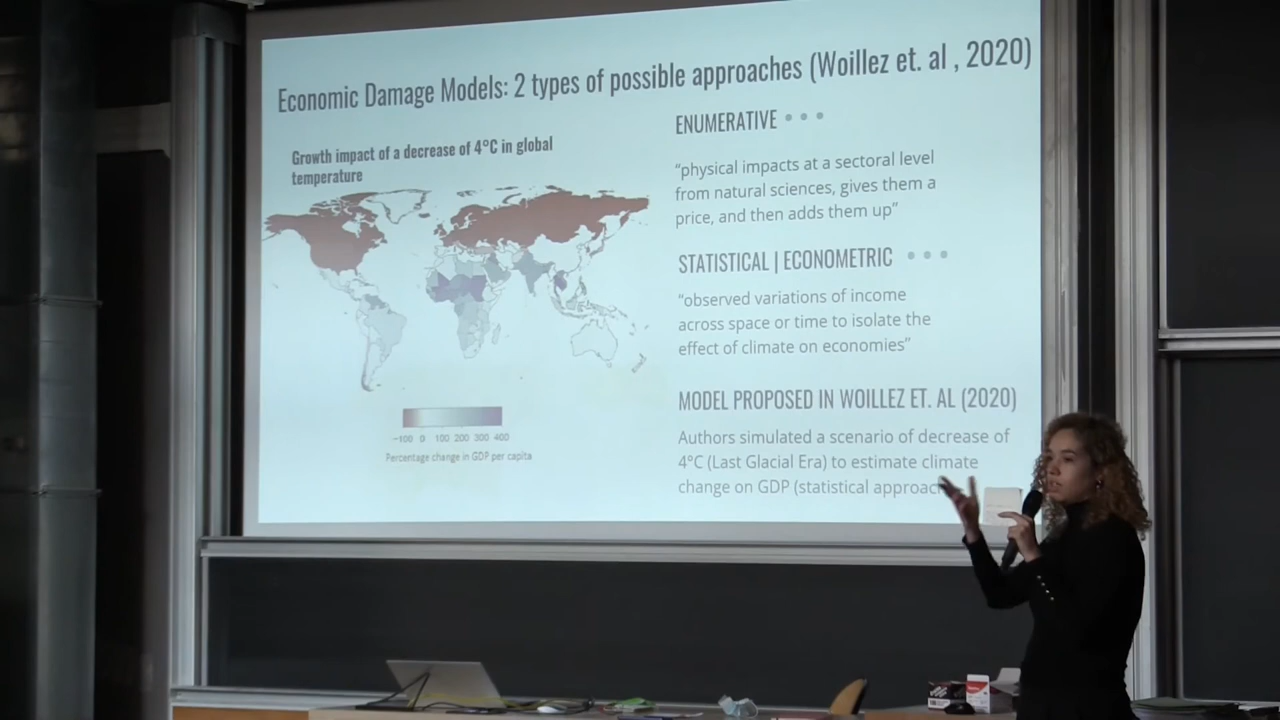 Economic Damage Models: 2 types of possible approaches (Woillez et. al , 2020)
Growth impact of a decrease of 4°C in global
temperature
−100 0 100 200 300 400
Percentage change in GDP per capita
ENUMERATIVE
“physical impacts at a sectoral level
from natural sciences, gives them a
price, and then adds them up”
STATISTICAL | ECONOMETRIC
“observed variations of income
across space or time to isolate the
effect of climate on economies”
MODEL PROPOSED IN WOILLEZ ET. AL (2020)
Authors simulated a scenario of decrease of
4°C (Last Glacial Era) to estimate climate
change on GDP (statistical approac